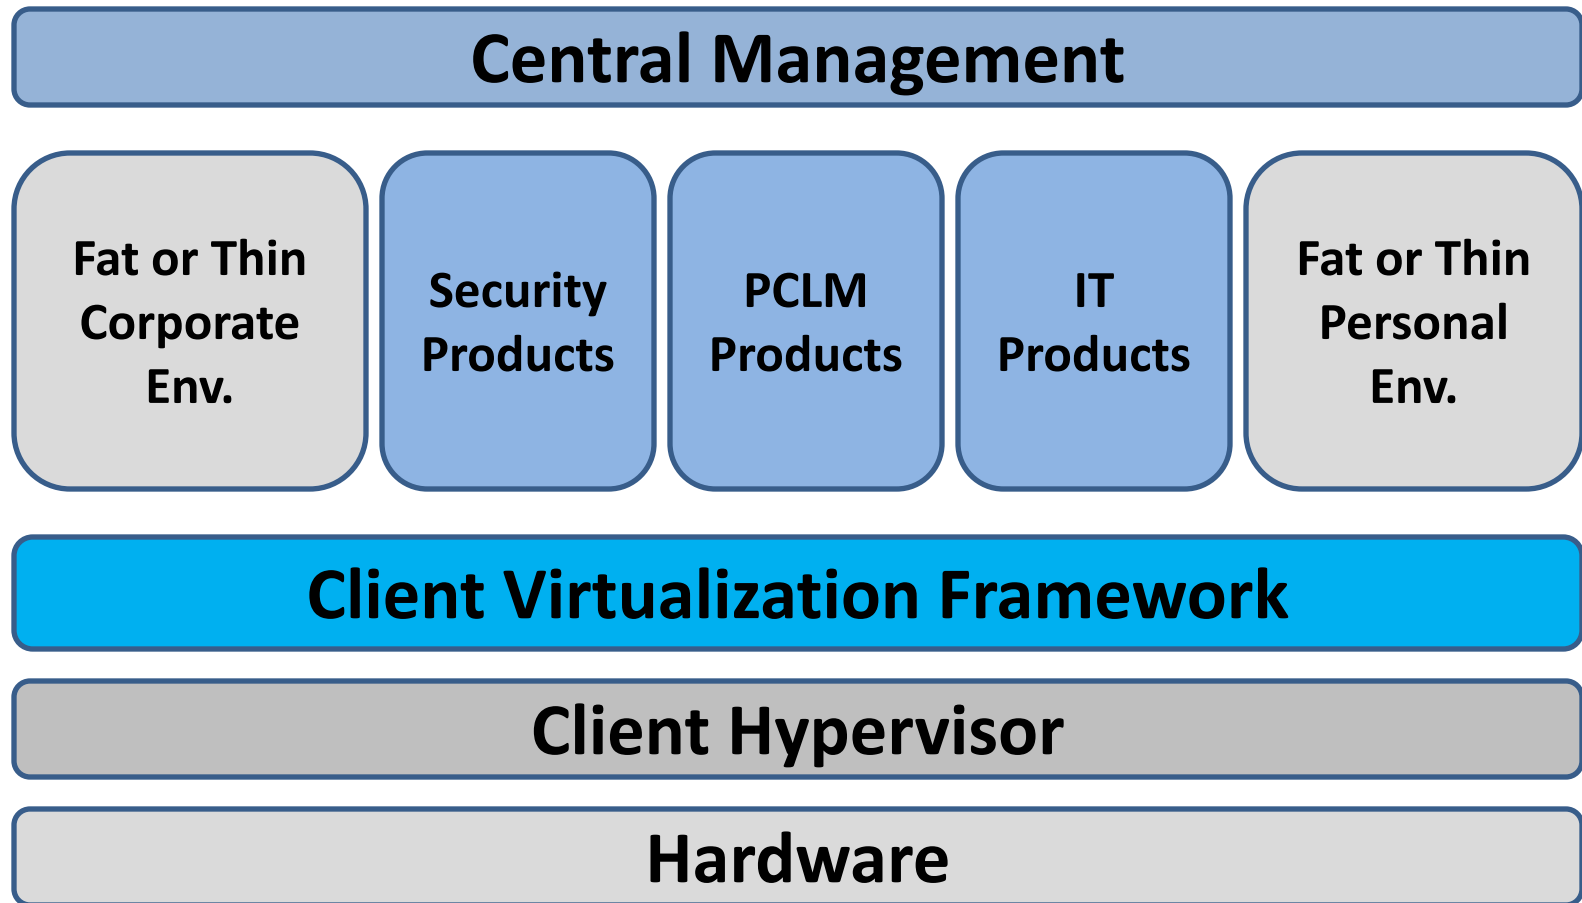 Central Management
Fat or Thin
Corporate
Env.
Security
Products
PCLM
Products
IT
Products
Fat or Thin
Personal
Env.
Client Virtualization Framework
Client Hypervisor
Hardware